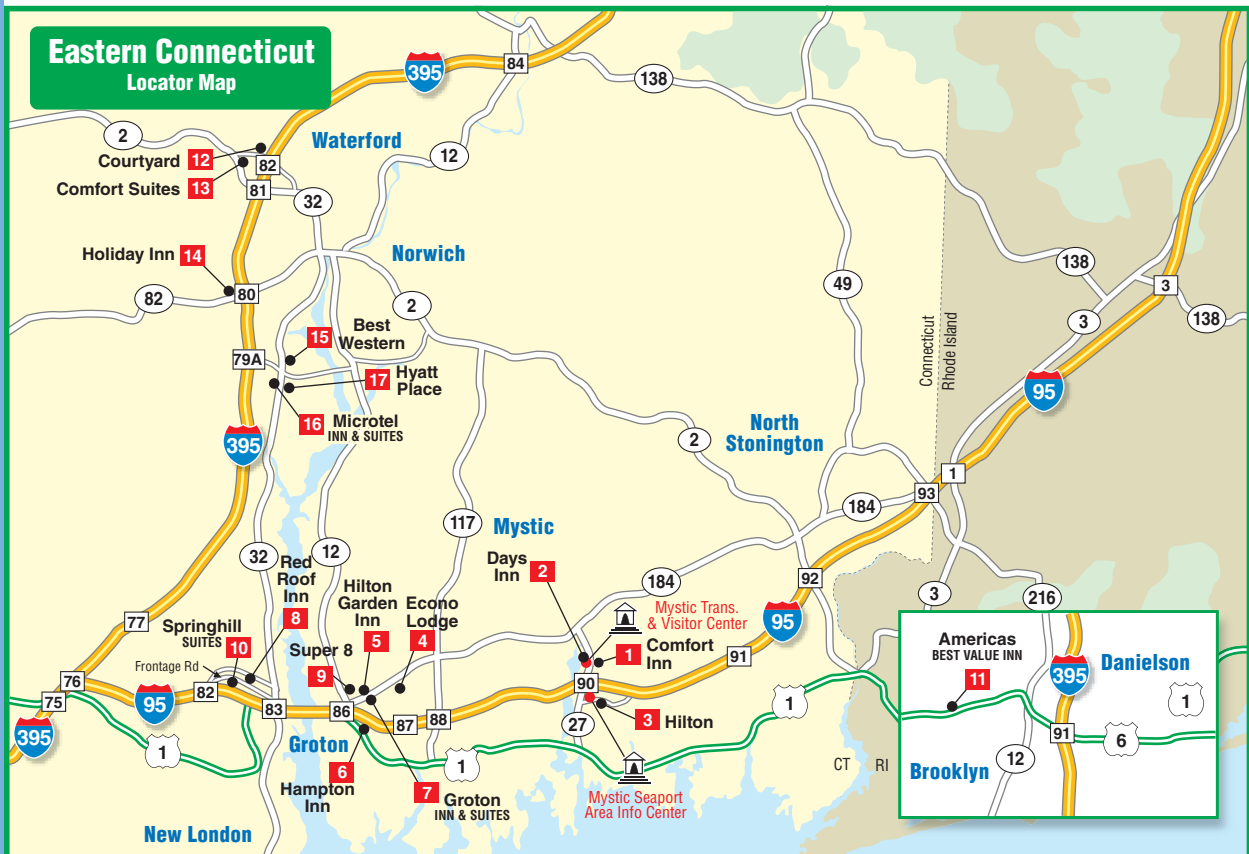 Eastern Connecticut
Locator Map
395
84
138
2
Waterford
12
Courtyard 12
82
Comfort Suites 13
81
32
Holiday Inn 14
Norwich
82
80
2
49
138
3
3
138
Connecticut
Rhode Island
15 Best
Western
79A
17 Hyatt
Place
16 Microtel
INN & SUITES
395
95
2
North
Stonington
1
93
184
117
Mystic
32
12
Days
Inn 2
184
92
Red
Roof
Inn
8
Hilton
Garden
Inn
5
Econo
Lodge
4
Mystic Trans.
& Visitor Center
95
3
216
77
Springhill
SUITES 10
Super 8
9
1 Comfort
Inn
91
Frontage Rd
76
75
82
95
83
86
87
88
90
27
3 Hilton
1
395
1
Groton
6
Hampton
Inn
1
7 Groton
INN & SUITES
Mystic Seaport
Area Info Center
CT
RI
New London
Americas
BEST VALUE INN
11
395
Danielson
1
91
6
Brooklyn
12